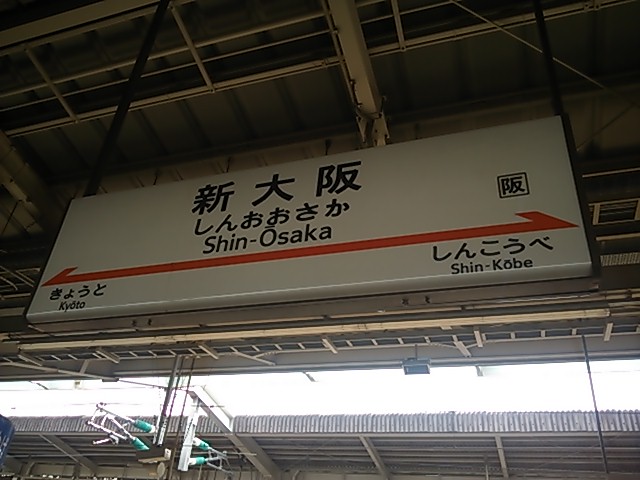 新大阪
しんおおさか
Shin-Ōsaka
阪
きょうと
Kyōto
しんこうべ
Shin-Kōbe